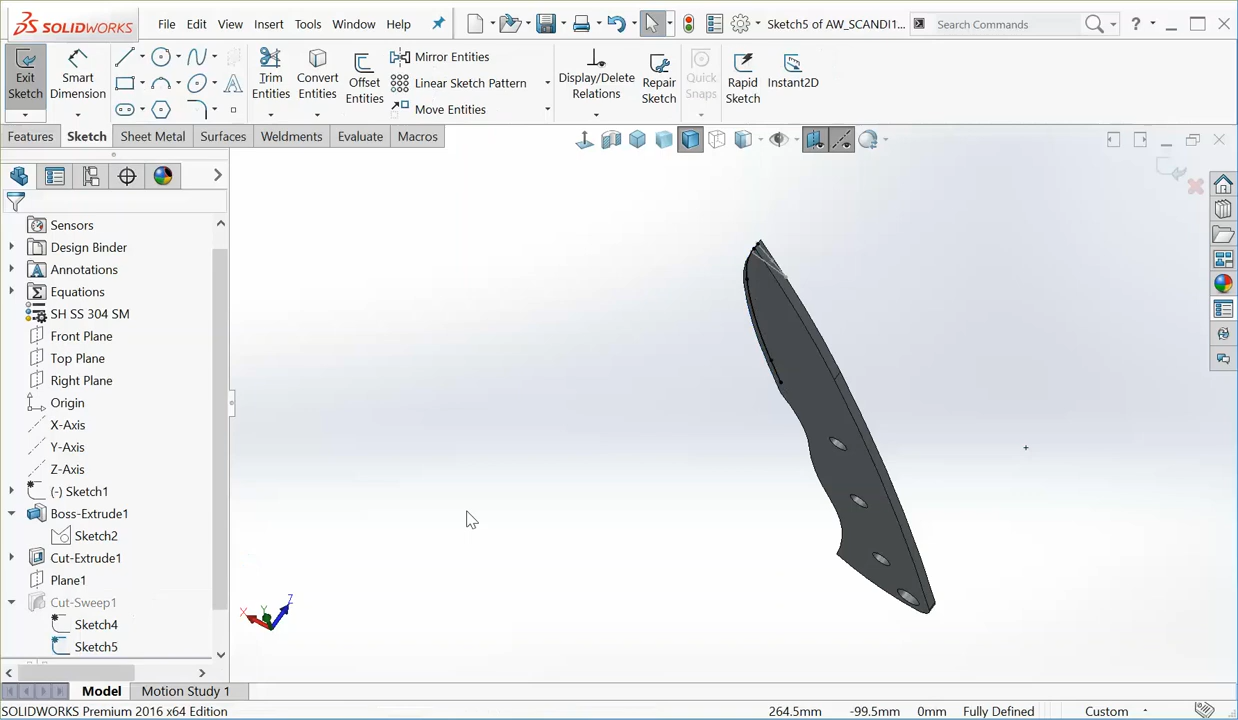 SOLIDWORKS
File Edit View Insert Tools Window Help
Sketch5 of AW_SCANDI1...
Search Commands
?
Exit Sketch
Smart Dimension
Trim Entities
Convert Entities
Offset Entities
Mirror Entities
Linear Sketch Pattern
Move Entities
Display/Delete Relations
Repair Sketch
Quick Snaps
Rapid Sketch
Instant2D
Features Sketch Sheet Metal Surfaces Weldments Evaluate Macros
Sensors
Design Binder
Annotations
Equations
SH SS 304 SM
Front Plane
Top Plane
Right Plane
Origin
X-Axis
Y-Axis
Z-Axis
(-) Sketch1
Boss-Extrude1
Sketch2
Cut-Extrude1
Plane1
Cut-Sweep1
Sketch4
Sketch5
X Y Z
Model Motion Study 1
SOLIDWORKS Premium 2016 x64 Edition
264.5mm -99.5mm 0mm Fully Defined Custom